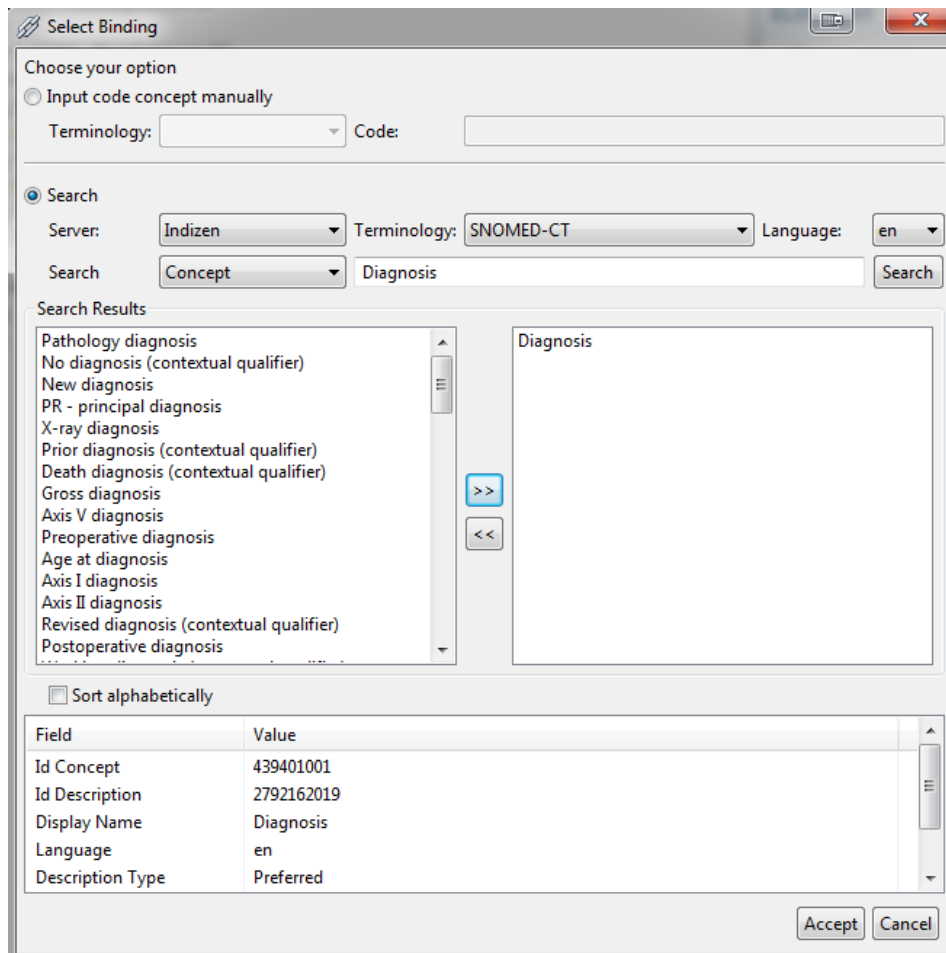 Select Binding
Choose your option
Input code concept manually
Terminology: Code:
Search
Server: Indizen Terminology: SNOMED-CT Language: en
Search Concept Diagnosis Search
Search Results
Pathology diagnosis
No diagnosis (contextual qualifier)
New diagnosis
PR - principal diagnosis
X-ray diagnosis
Prior diagnosis (contextual qualifier)
Death diagnosis (contextual qualifier)
Gross diagnosis
Axis V diagnosis
Preoperative diagnosis
Age at diagnosis
Axis I diagnosis
Axis II diagnosis
Revised diagnosis (contextual qualifier)
Postoperative diagnosis
>>
<<
Diagnosis
Sort alphabetically
Field Value
Id Concept 439401001
Id Description 2792162019
Display Name Diagnosis
Language en
Description Type Preferred
Accept Cancel